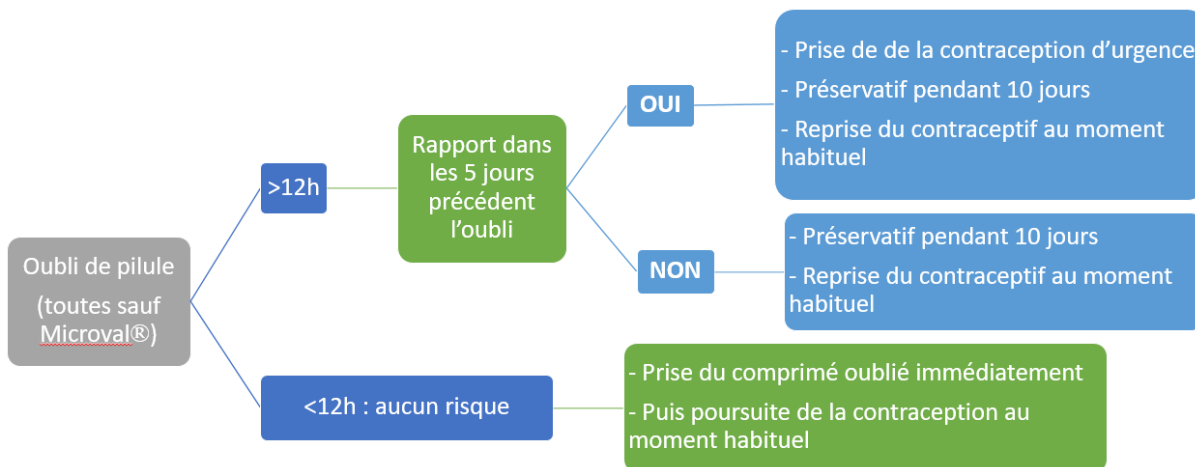 Oubli de pilule
(toutes sauf
Microval®)
>12h
Rapport dans
les 5 jours
précédent
l’oubli
OUI
- Prise de de la contraception d’urgence
- Préservatif pendant 10 jours
- Reprise du contraceptif au moment
habituel
NON
- Préservatif pendant 10 jours
- Reprise du contraceptif au moment
habituel
<12h : aucun risque
- Prise du comprimé oublié immédiatement
- Puis poursuite de la contraception au
moment habituel